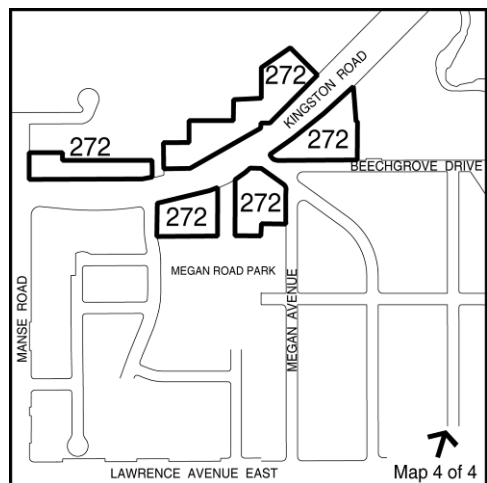 272
KINGSTON ROAD
272
272
BEECHGROVE DRIVE
272
272
MEGAN ROAD PARK
MANSE ROAD
MEGAN AVENUE
LAWRENCE AVENUE EAST
Map 4 of 4